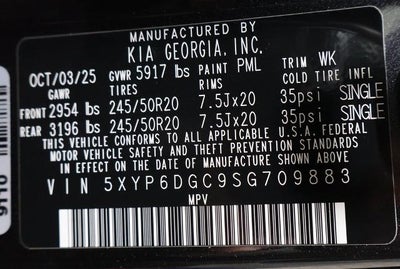 MANUFACTURED BY
KIA GEORGIA, INC.
OCT/03/25 GVWR 5917 lbs PAINT PML TRIM WK
GAWR TIRES RIMS COLD TIRE INFL
FRONT 2954 lbs 245/50R20 7.5Jx20 35psi SINGLE
REAR 3196 lbs 245/50R20 7.5Jx20 35psi SINGLE
THIS VEHICLE CONFORMS TO ALL APPLICABLE U.S.A. FEDERAL
MOTOR VEHICLE SAFETY AND THEFT PREVENTION STANDARDS
IN EFFECT ON THE DATE OF MANUFACTURE SHOWN ABOVE
VIN 5XYP6DGC9SG709883
MPV
9110